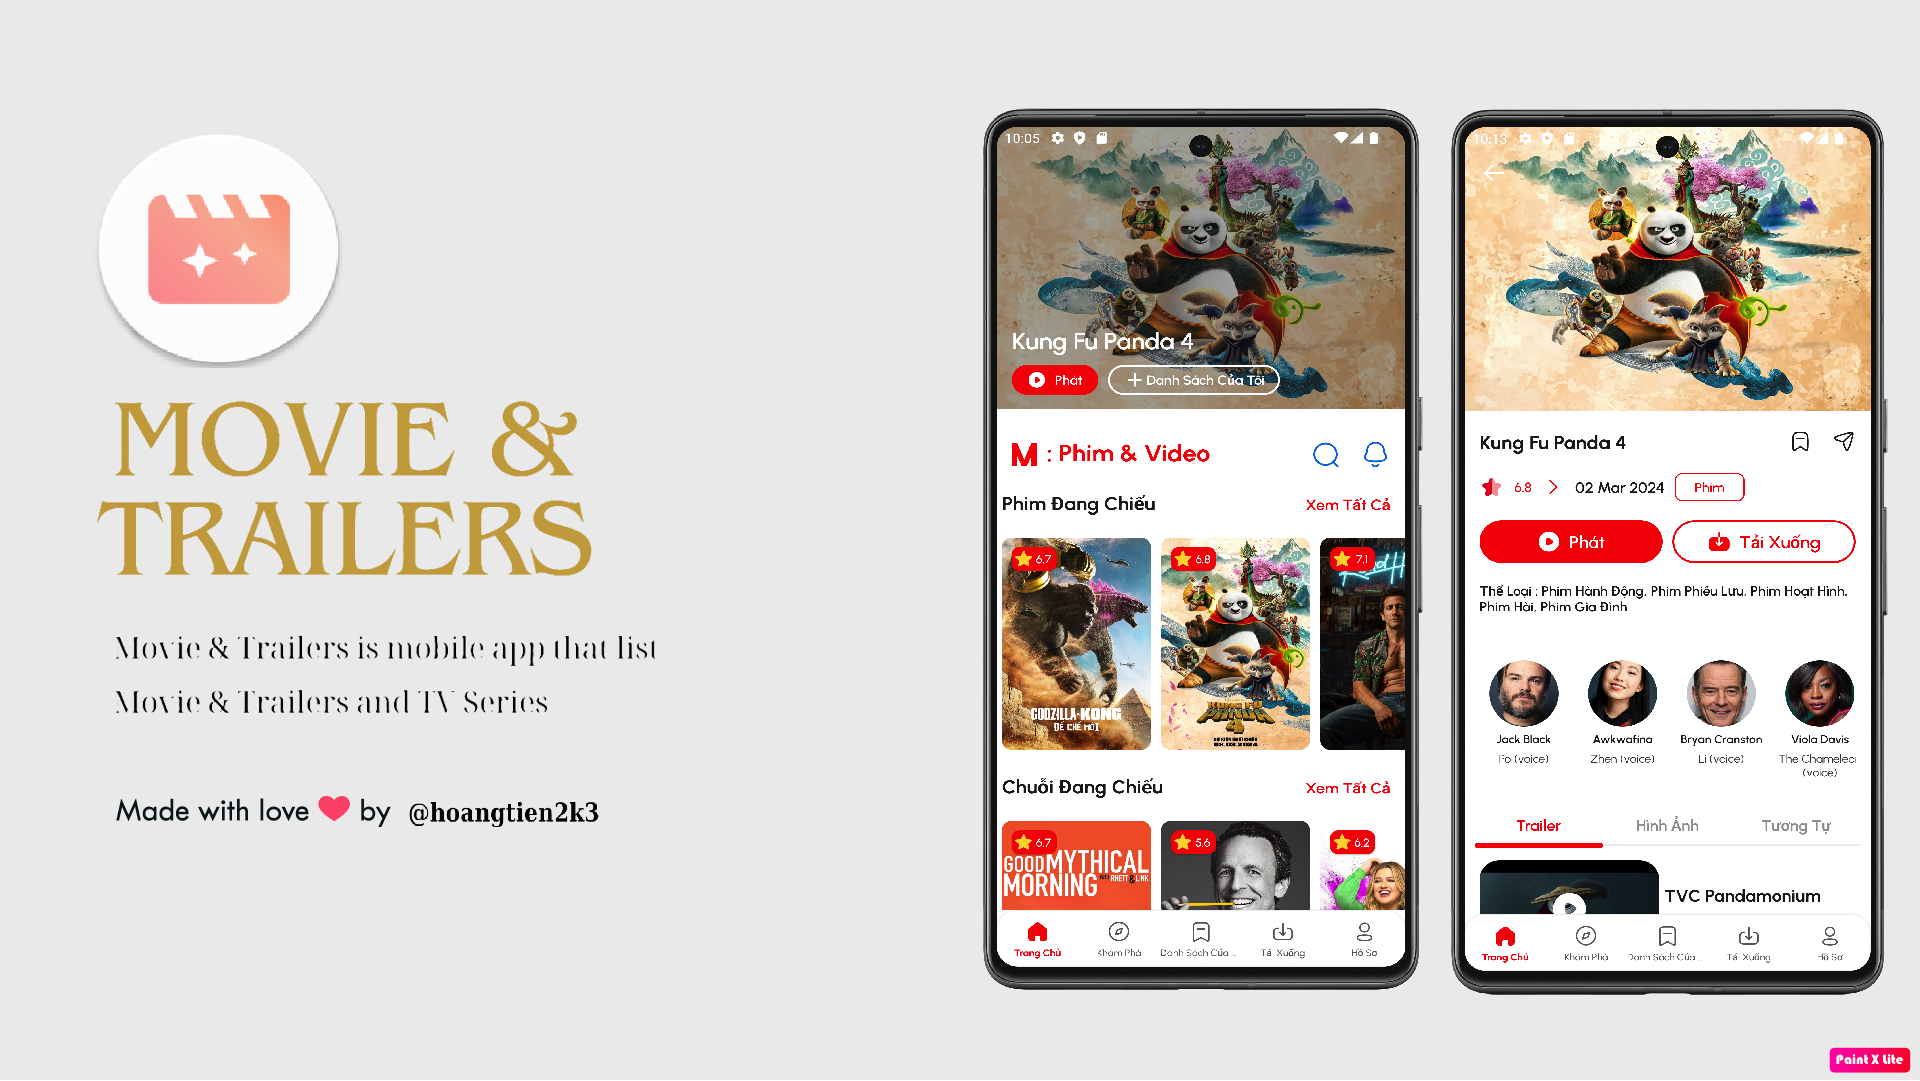 MOVIE &
TRAILERS
Movie & Trailers is mobile app that list
Movie & Trailers and TV Series
Made with love by @hoangtien2k3
10:05
Kung Fu Panda 4
Phát
Danh Sách Của Tôi
M : Phim & Video
Phim Đang Chiếu
Xem Tất Cả
6.7
6.8
7.1
GODZILLA-KONG
ĐẾ CHẾ MỚI
KUNG FU
PANDA
4
Chuỗi Đang Chiếu
Xem Tất Cả
6.7
5.6
6.2
GOOD MYTHICAL
MORNING WITH RHETT & LINK
Trang Chủ
Khám Phá
Danh Sách Của...
Tải Xuống
Hồ Sơ
10:13
Kung Fu Panda 4
6.8
02 Mar 2024
Phim
Phát
Tải Xuống
Thể Loại : Phim Hành Động, Phim Phiêu Lưu, Phim Hoạt Hình,
Phim Hài, Phim Gia Đình
Jack Black
Po (voice)
Awkwafina
Zhen (voice)
Bryan Cranston
Li (voice)
Viola Davis
The Chameleo
(voice)
Trailer
Hình Ảnh
Tương Tự
TVC Pandamonium
Trang Chủ
Khám Phá
Danh Sách Của...
Tải Xuống
Hồ Sơ
Paint X Lite